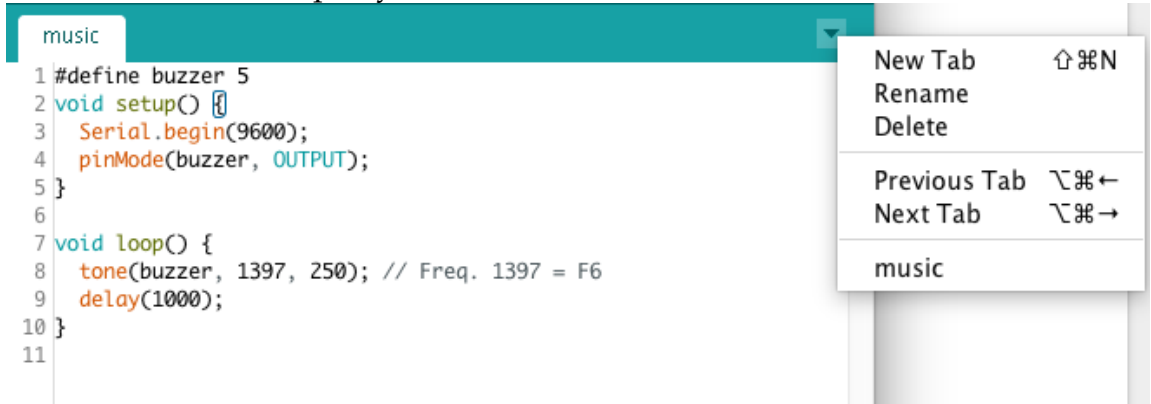 music
1 #define buzzer 5
2 void setup() {
3 Serial.begin(9600);
4 pinMode(buzzer, OUTPUT);
5 }
6
7 void loop() {
8 tone(buzzer, 1397, 250); // Freq. 1397 = F6
9 delay(1000);
10 }
11
New Tab ⇧⌘N
Rename
Delete
Previous Tab ⌥⌘←
Next Tab ⌥⌘→
music